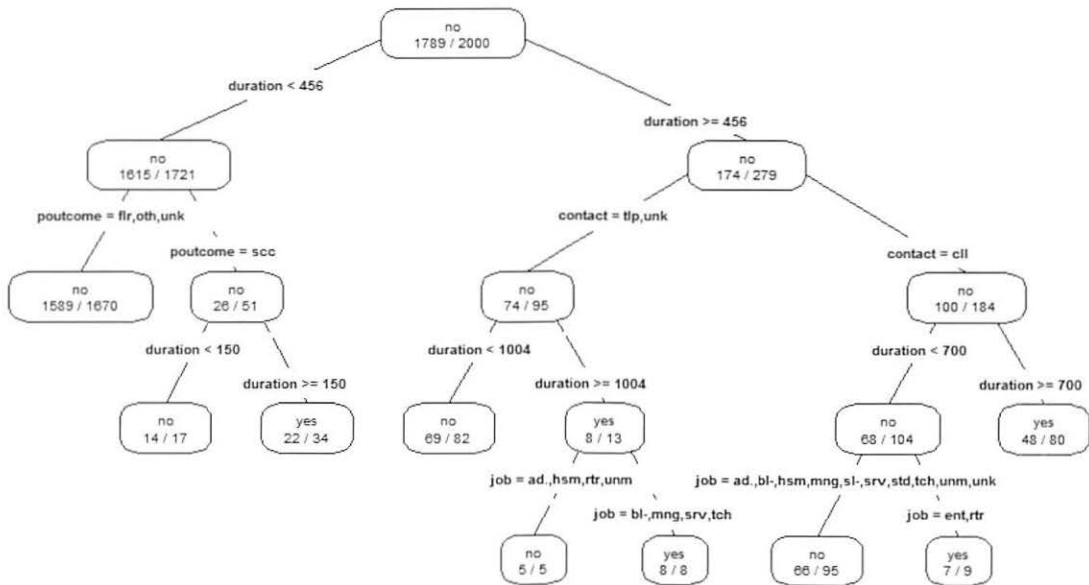 no
1789 / 2000
duration < 456
duration >= 456
no
1615 / 1721
no
174 / 279
poutcome = flr,oth,unk
poutcome = scc
contact = tlp,unk
contact = cll
1589 / 1670
no
26 / 51
no
74 / 95
no
100 / 184
duration < 150
duration >= 150
duration < 1004
duration >= 1004
duration < 700
duration >= 700
no
14 / 17
yes
22 / 34
no
69 / 82
yes
8 / 13
no
68 / 104
yes
48 / 80
job = ad.,hsm,rtr,unm
job = bl-,mng,srv,tch
job = ad.,bl-,hsm,mng,sl-,srv,std,tch,unm,unk
job = ent,rtr
no
5 / 5
yes
8 / 8
no
66 / 95
yes
7 / 9